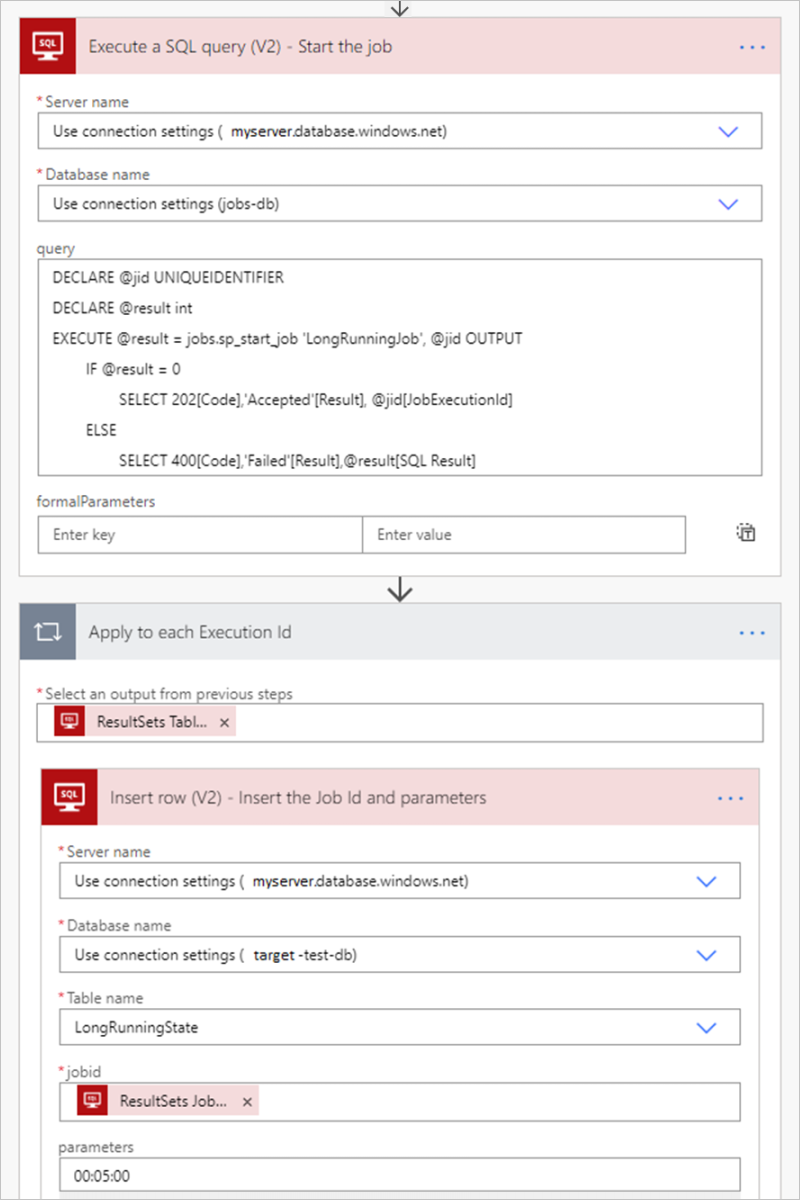 SQL
Execute a SQL query (V2) - Start the job
...
* Server name
Use connection settings ( myserver.database.windows.net)
* Database name
Use connection settings (jobs-db)
query
DECLARE @jid UNIQUEIDENTIFIER
DECLARE @result int
EXECUTE @result = jobs.sp_start_job 'LongRunningJob', @jid OUTPUT
IF @result = 0
SELECT 202[Code],'Accepted'[Result], @jid[JobExecutionId]
ELSE
SELECT 400[Code],'Failed'[Result],@result[SQL Result]
formalParameters
Enter key
Enter value
T
Apply to each Execution Id
...
* Select an output from previous steps
SQL
ResultSets Tabl... ×
SQL
Insert row (V2) - Insert the Job Id and parameters
...
* Server name
Use connection settings ( myserver.database.windows.net)
* Database name
Use connection settings ( target -test-db)
* Table name
LongRunningState
* jobid
SQL
ResultSets Job... ×
parameters
00:05:00